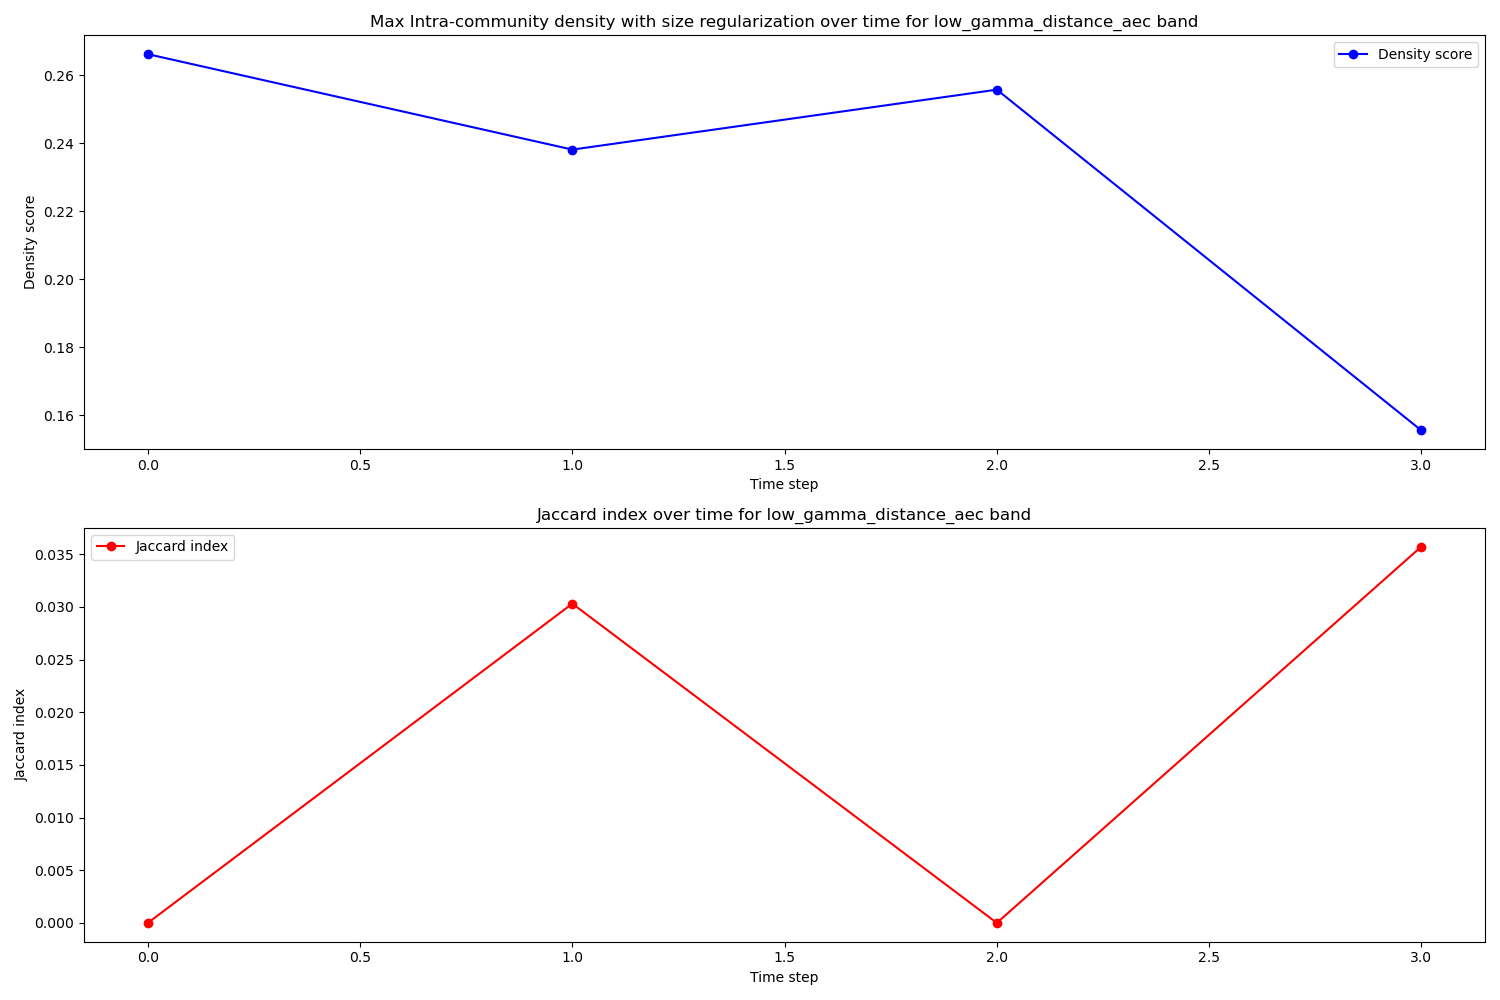 Max Intra-community density with size regularization over time for low_gamma_distance_aec band
Density score
Density score
0.26
0.24
0.22
0.20
0.18
0.16
0.0 0.5 1.0 1.5 2.0 2.5 3.0
Time step
Jaccard index over time for low_gamma_distance_aec band
Jaccard index
Jaccard index
0.035
0.030
0.025
0.020
0.015
0.010
0.005
0.000
0.0 0.5 1.0 1.5 2.0 2.5 3.0
Time step